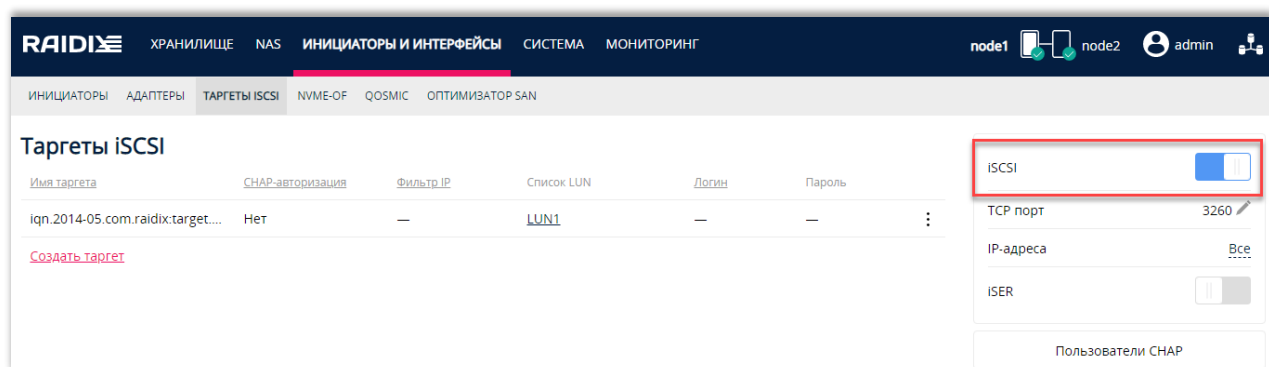 RAIDIX ХРАНИЛИЩЕ NAS ИНИЦИАТОРЫ И ИНТЕРФЕЙСЫ СИСТЕМА МОНИТОРИНГ node1 node2 admin
ИНИЦИАТОРЫ АДАПТЕРЫ ТАРГЕТЫ ISCSI NVME-OF QOSMIC ОПТИМИЗАТОР SAN
Таргеты iSCSI
Имя таргета CHAP-авторизация Фильтр IP Список LUN Логин Пароль
iqn.2014-05.com.raidix:target.... Нет — LUN1 — —
Создать таргет
iSCSI
TCP порт 3260
IP-адреса Все
iSER
Пользователи CHAP